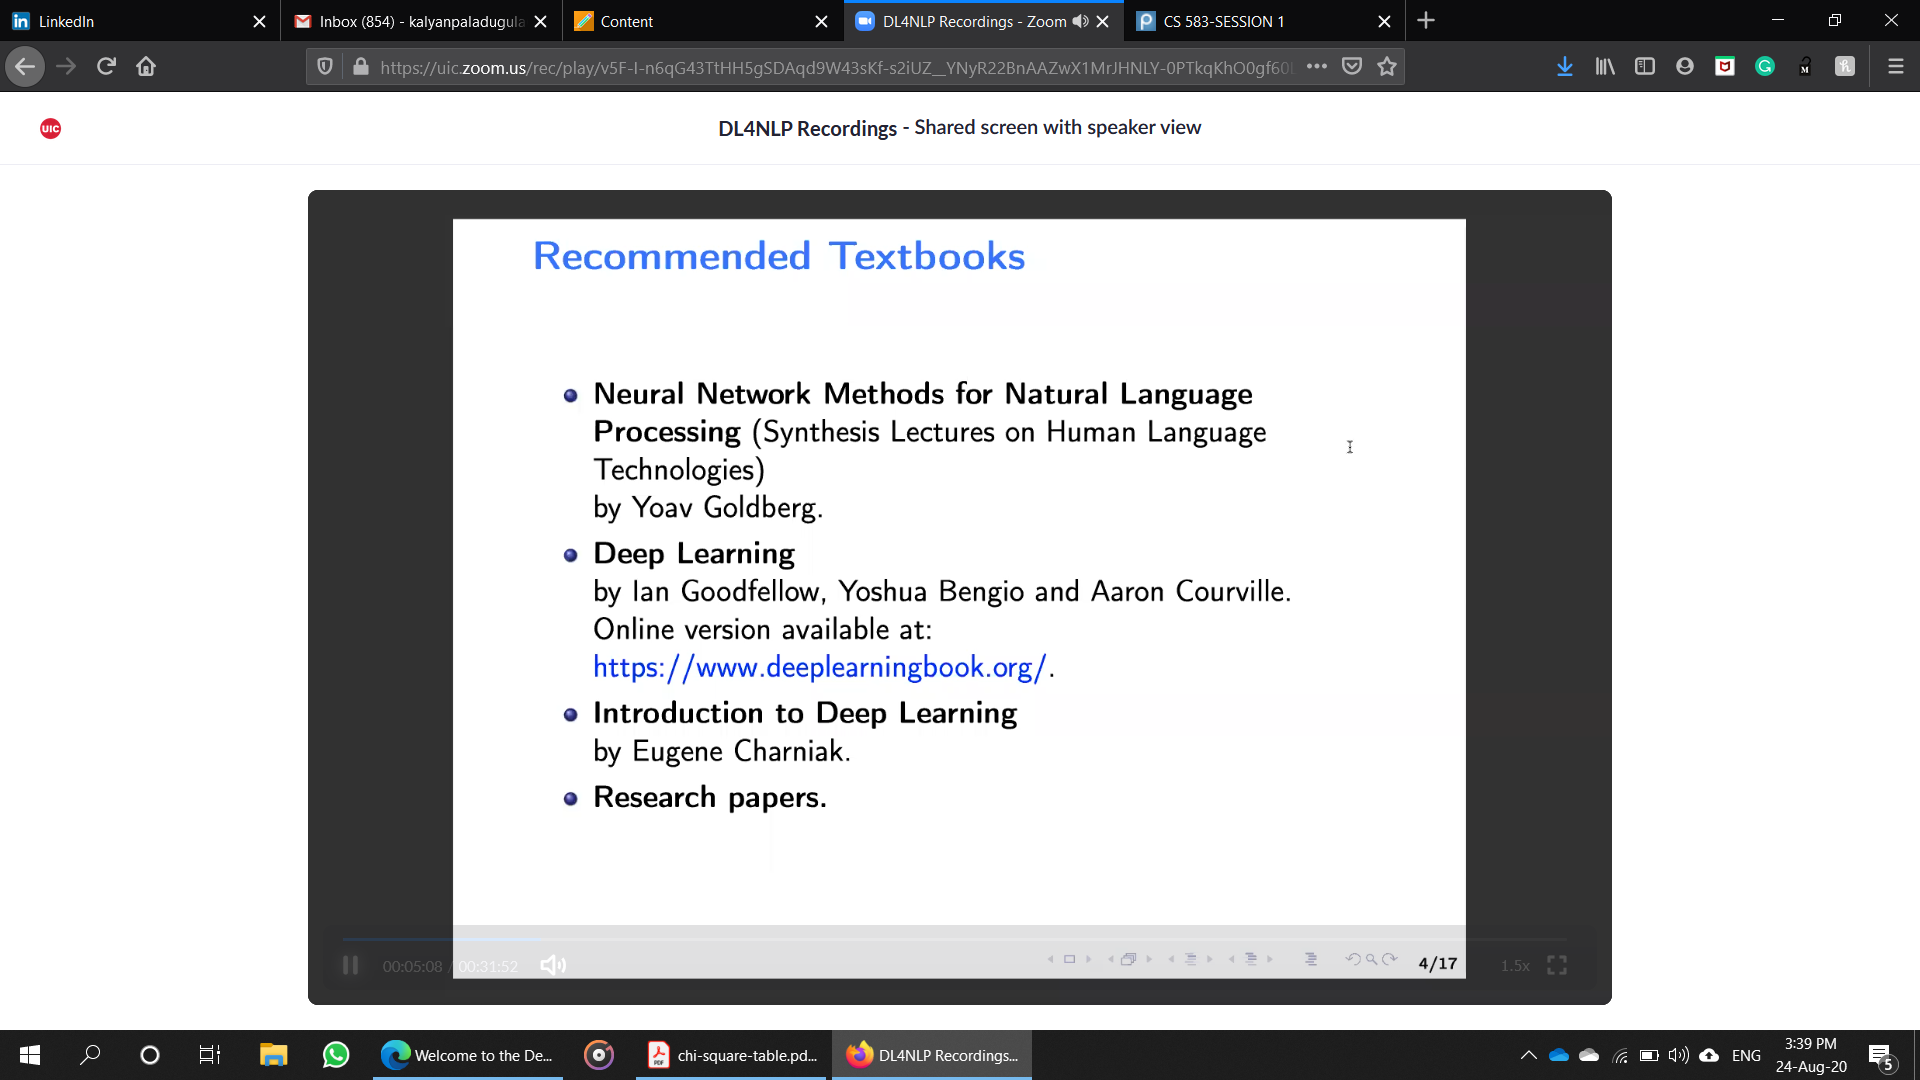 LinkedIn
Inbox (854) - kalyanpaladugula
Content
DL4NLP Recordings - Zoom
CS 583-SESSION 1
https://uic.zoom.us/rec/play/v5F-I-n6qG43TtHH5gSDAqd9W43sKf-s2iUZ__YNyR22BnAAZwX1MrJHNLY-0PTkqKhO0gf60
UIC
DL4NLP Recordings - Shared screen with speaker view
Recommended Textbooks
Neural Network Methods for Natural Language
Processing (Synthesis Lectures on Human Language
Technologies)
by Yoav Goldberg.
Deep Learning
by Ian Goodfellow, Yoshua Bengio and Aaron Courville.
Online version available at:
https://www.deeplearningbook.org/.
Introduction to Deep Learning
by Eugene Charniak.
Research papers.
00:05:08 / 00:31:52
4/17
1.5x
Welcome to the De...
chi-square-table.pd...
DL4NLP Recordings...
ENG
3:39 PM
24-Aug-20
5